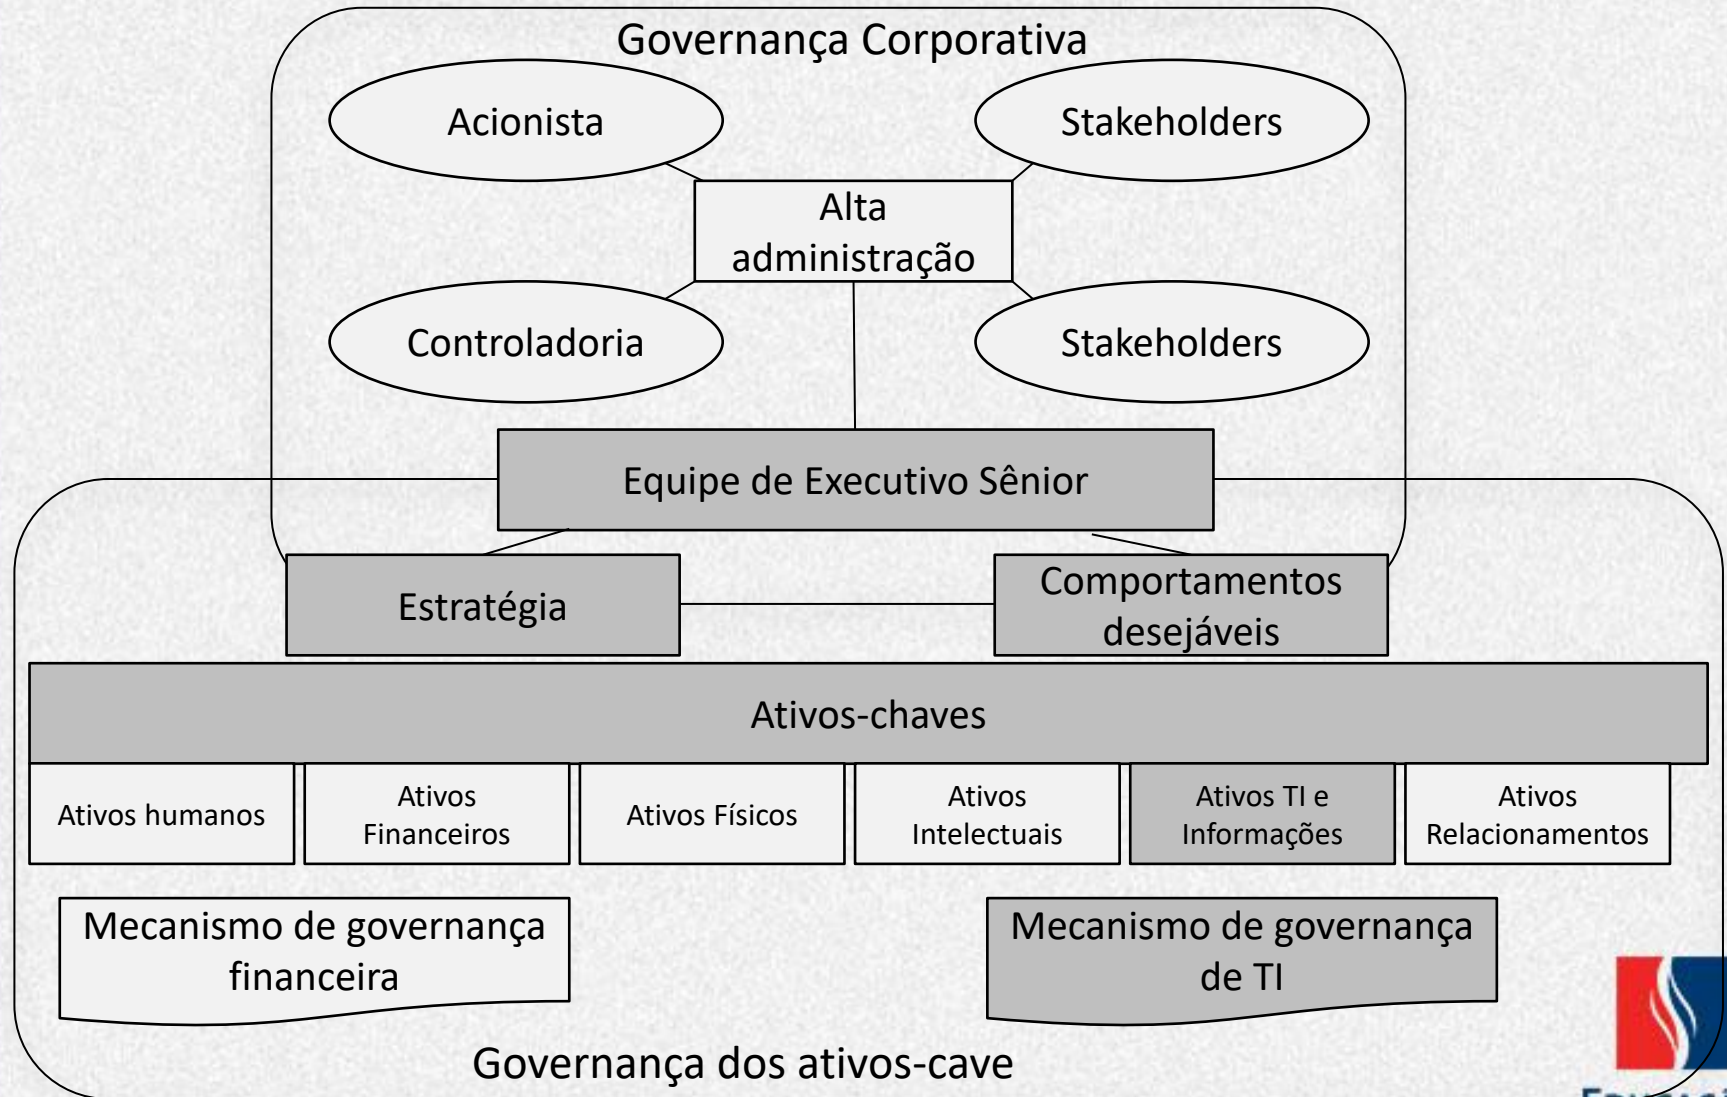 Governança Corporativa
Acionista
Stakeholders
Alta
administração
Controladoria
Stakeholders
Equipe de Executivo Sênior
Estratégia
Comportamentos
desejáveis
Ativos-chaves
Ativos humanos
Ativos
Financeiros
Ativos Físicos
Ativos
Intelectuais
Ativos TI e
Informações
Ativos
Relacionamentos
Mecanismo de governança
financeira
Mecanismo de governança
de TI
Governança dos ativos-cave